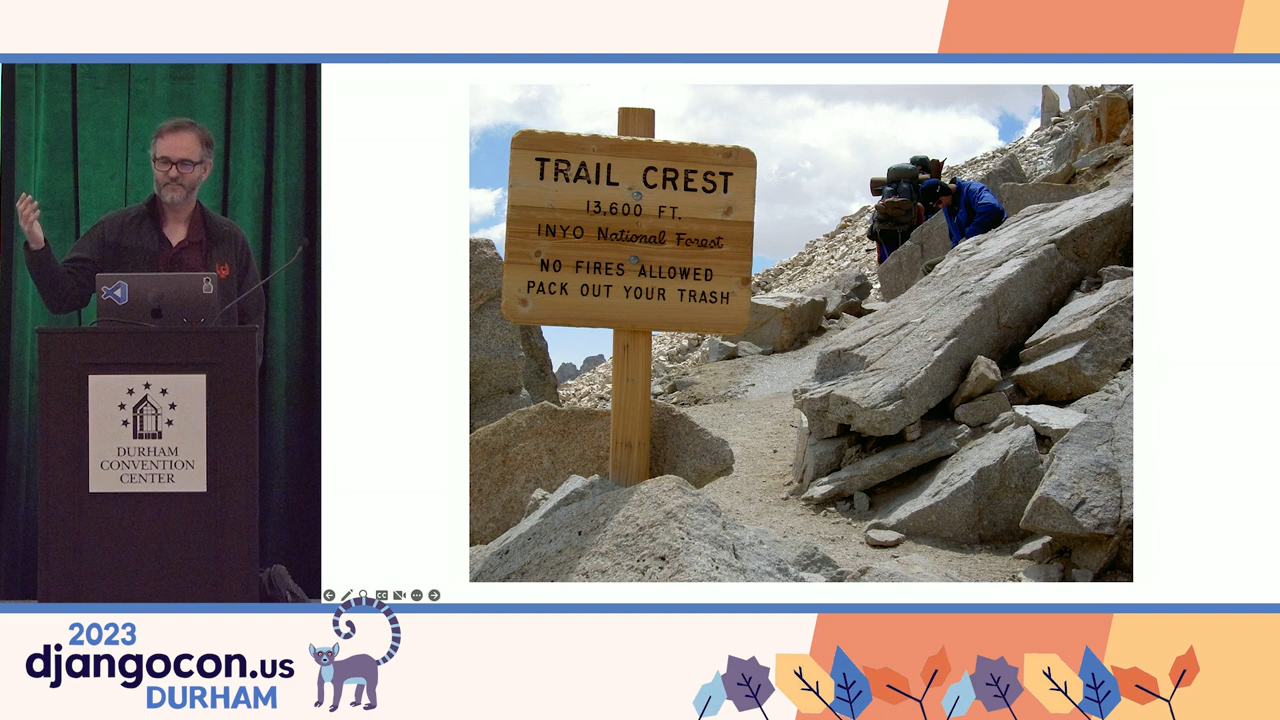 TRAIL CREST
13,600 FT.
INYO National Forest
NO FIRES ALLOWED
PACK OUT YOUR TRASH
DURHAM
CONVENTION
CENTER
CC
2023
djangocon.us
DURHAM